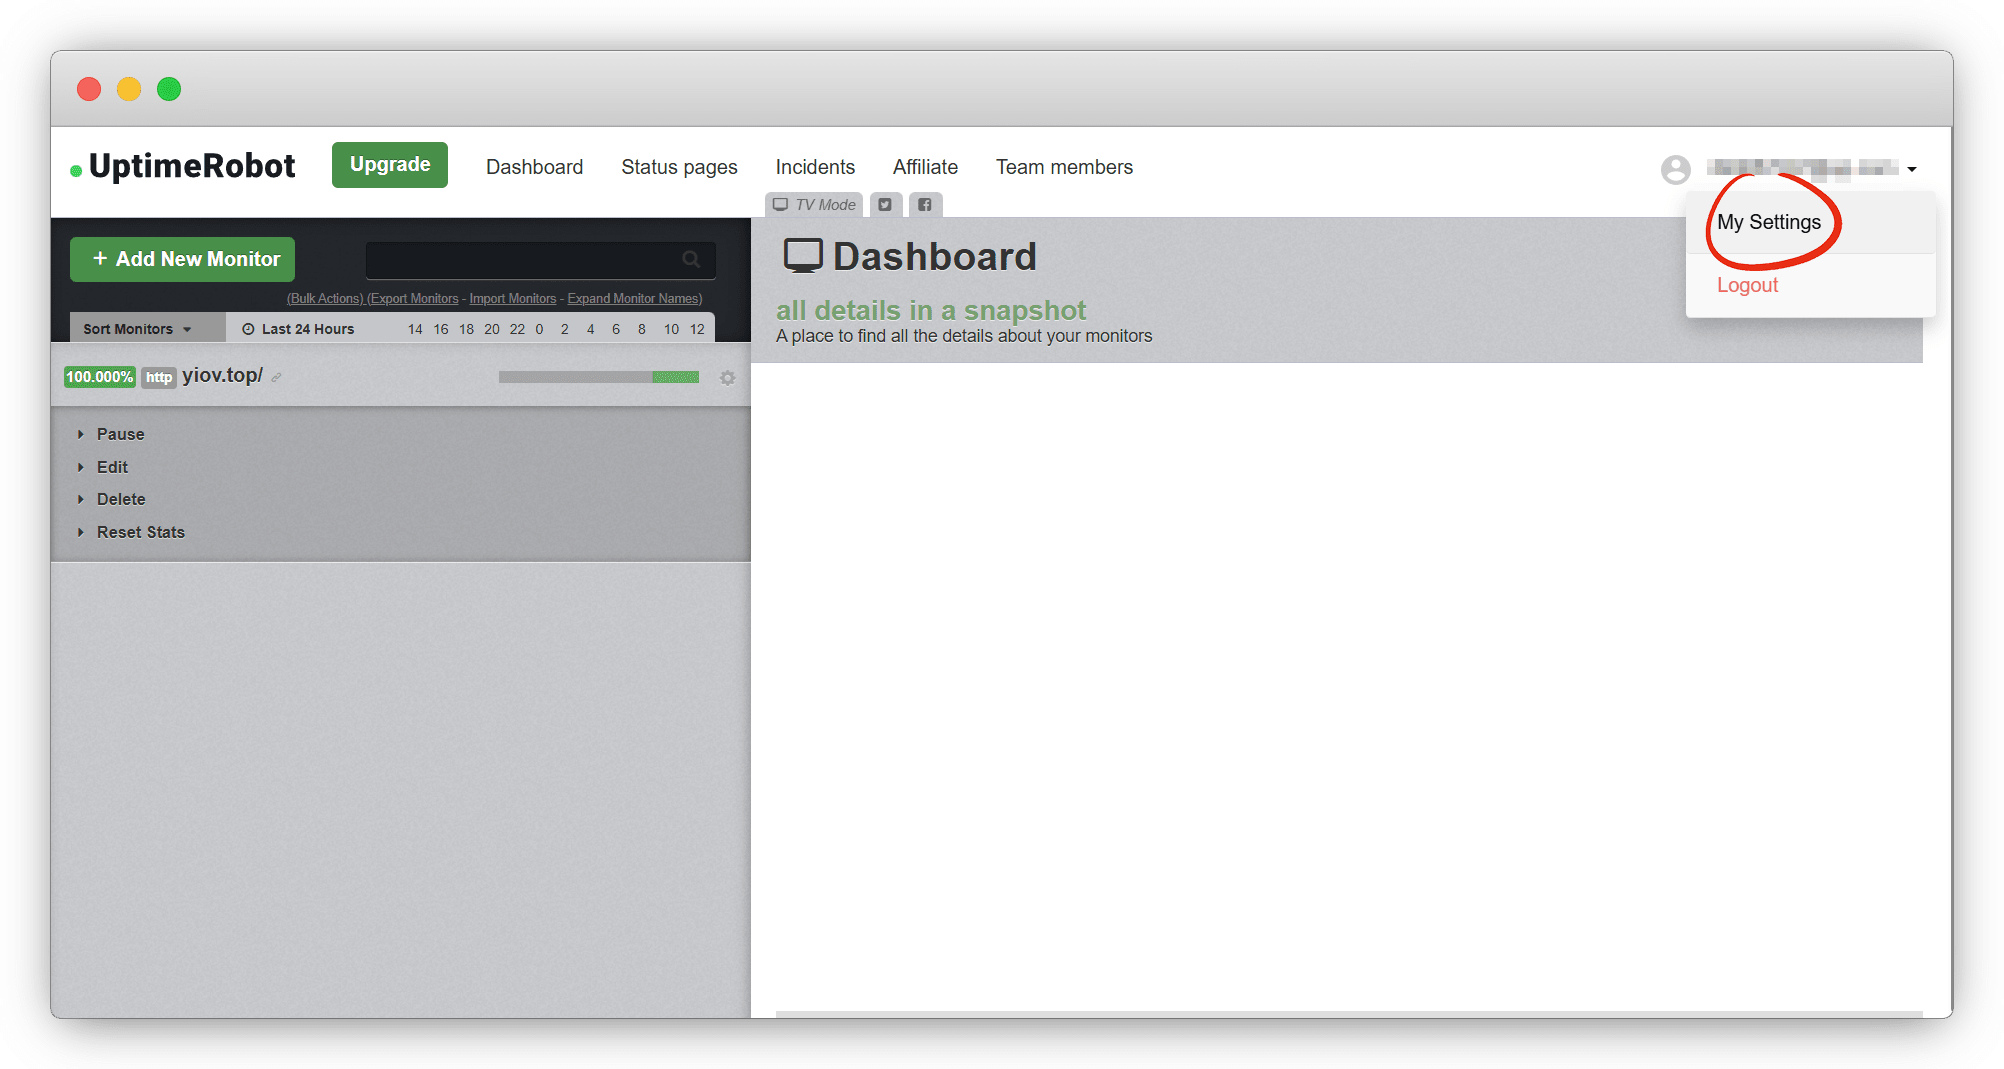 UptimeRobot Upgrade Dashboard Status pages Incidents Affiliate Team members
TV Mode
My Settings
Logout
+ Add New Monitor
(Bulk Actions) (Export Monitors - Import Monitors - Expand Monitor Names)
Sort Monitors Last 24 Hours 14 16 18 20 22 0 2 4 6 8 10 12
100.000% http yiov.top/
Pause
Edit
Delete
Reset Stats
Dashboard
all details in a snapshot
A place to find all the details about your monitors